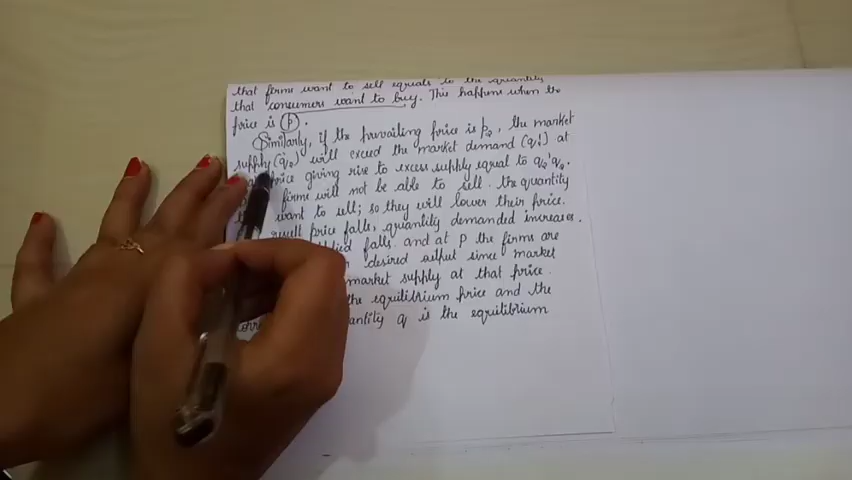 that firms want to sell equals to the quantity
that consumers want to buy. This happens when the
price is p.
Similarly, if the prevailing price is p₂, the market
supply (q₂) will exceed the market demand (q₂') at
price giving rise to excess supply equal to q₂'q₂.
firms will not be able to sell the quantity
want to sell; so they will lower their price.
result price falls, quantity demanded increases.
falls. and at p the firms are
desired output since market
market supply at that price.
the equilibrium price and the
q is the equilibrium